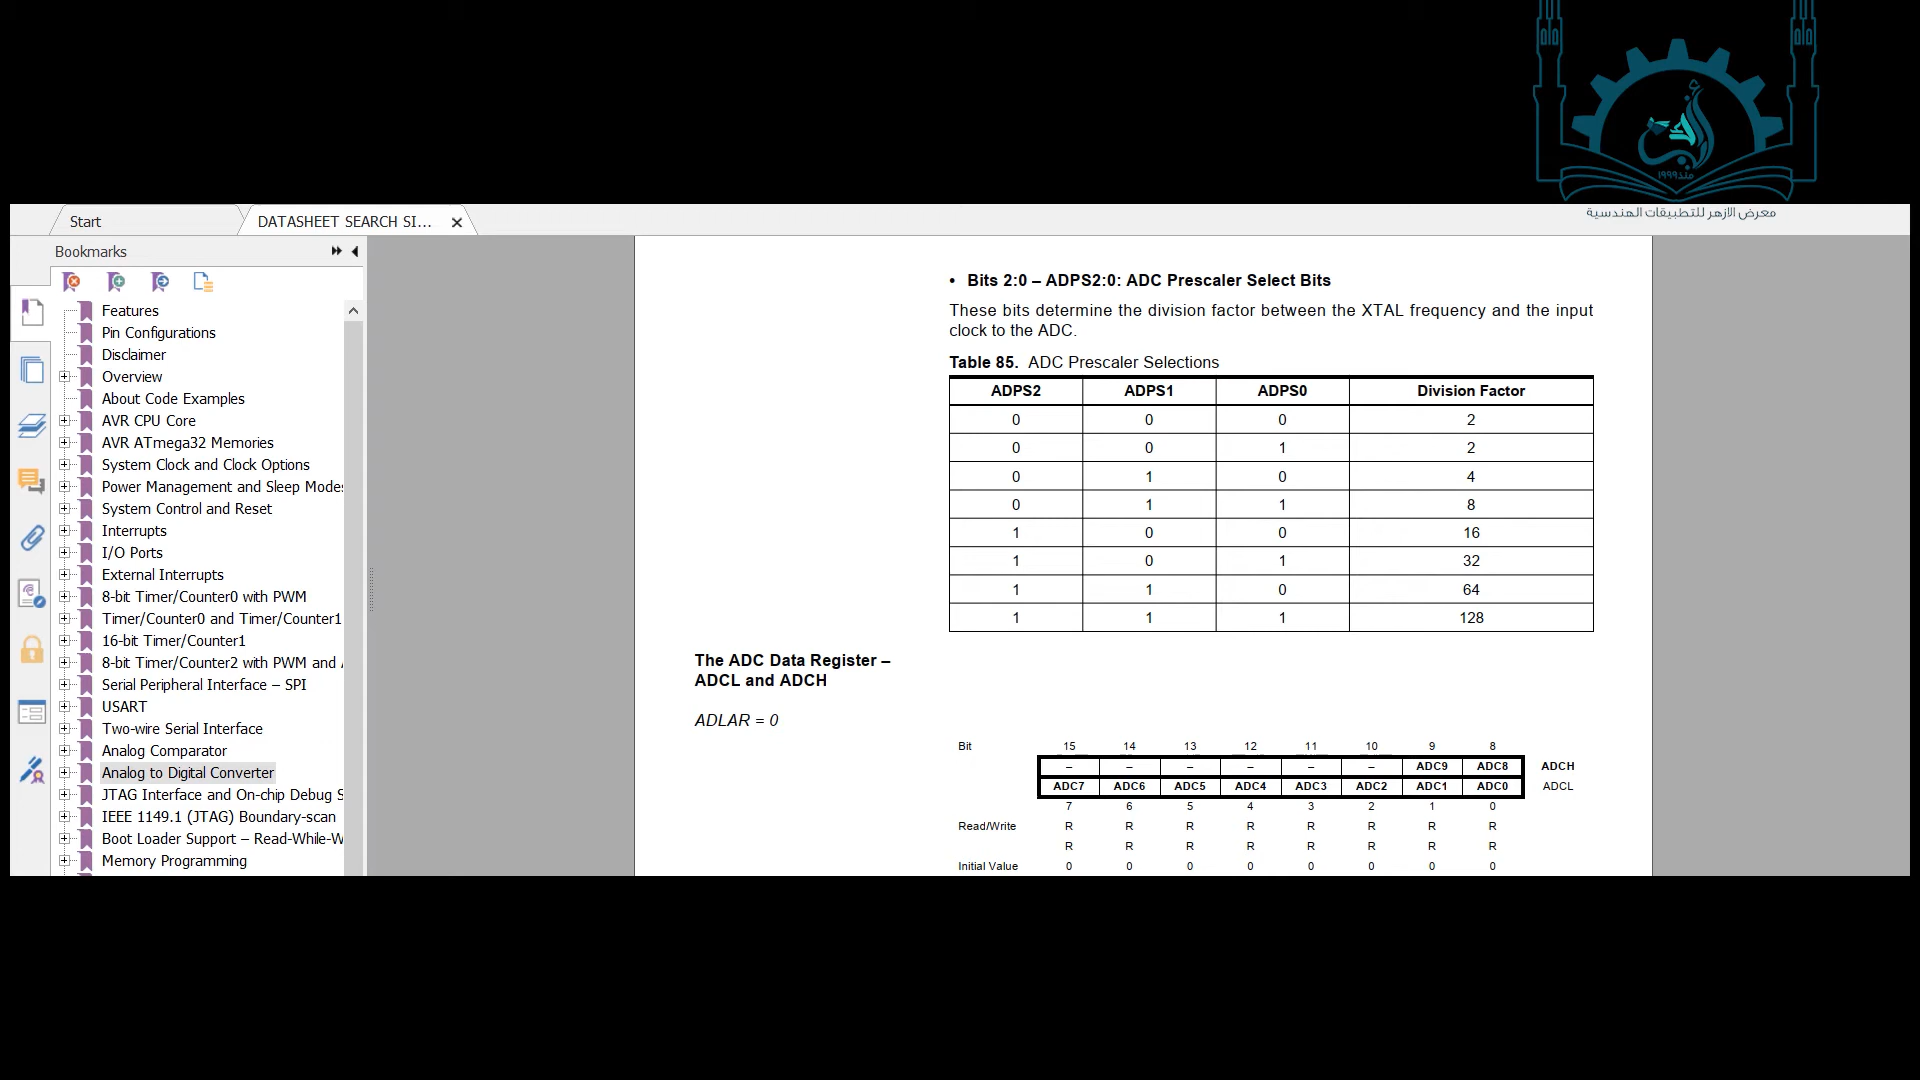 منذ ١٩٩٩
معرض الازهر للتطبيقات الهندسية
Start
DATASHEET SEARCH SI...
Bookmarks
Features
Pin Configurations
Disclaimer
Overview
About Code Examples
AVR CPU Core
AVR ATmega32 Memories
System Clock and Clock Options
Power Management and Sleep Modes
System Control and Reset
Interrupts
I/O Ports
External Interrupts
8-bit Timer/Counter0 with PWM
Timer/Counter0 and Timer/Counter1
16-bit Timer/Counter1
8-bit Timer/Counter2 with PWM and
Serial Peripheral Interface – SPI
USART
Two-wire Serial Interface
Analog Comparator
Analog to Digital Converter
JTAG Interface and On-chip Debug S
IEEE 1149.1 (JTAG) Boundary-scan
Boot Loader Support – Read-While-W
Memory Programming
• Bits 2:0 – ADPS2:0: ADC Prescaler Select Bits
These bits determine the division factor between the XTAL frequency and the input
clock to the ADC.
Table 85. ADC Prescaler Selections
ADPS2 ADPS1 ADPS0 Division Factor
0 0 0 2
0 0 1 2
0 1 0 4
0 1 1 8
1 0 0 16
1 0 1 32
1 1 0 64
1 1 1 128
The ADC Data Register –
ADCL and ADCH
ADLAR = 0
Bit 15 14 13 12 11 10 9 8
– – – – – – ADC9 ADC8 ADCH
ADC7 ADC6 ADC5 ADC4 ADC3 ADC2 ADC1 ADC0 ADCL
7 6 5 4 3 2 1 0
Read/Write R R R R R R R R
R R R R R R R R
Initial Value 0 0 0 0 0 0 0 0